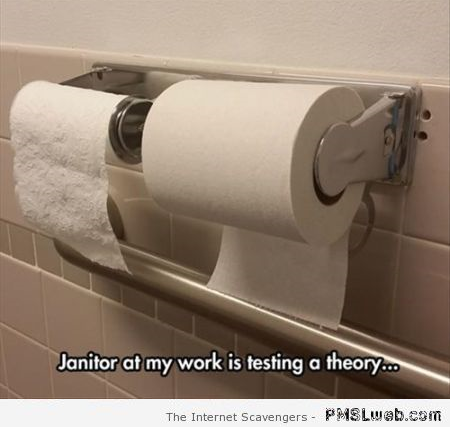 Janitor at my work is testing a theory...
The Internet Scavengers - PMSLweb.com